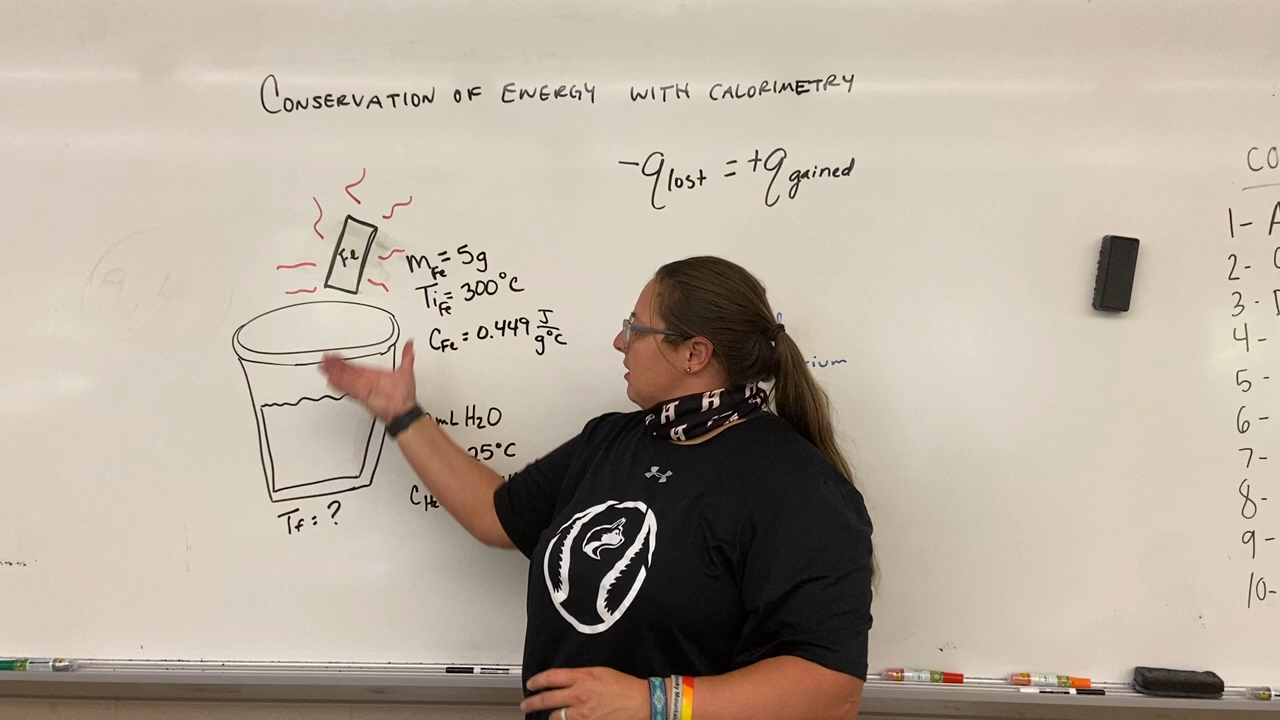 CONSERVATION OF ENERGY WITH CALORIMETRY
-q lost = +q gained
Fe
m Fe = 5g
Ti Fe = 300°C
C Fe = 0.449 J/g°C
mL H2O
25°C
C
Tf = ?
CO
1- A
2-
3-
4-
5-
6-
7-
8-
9-
10-
H H H